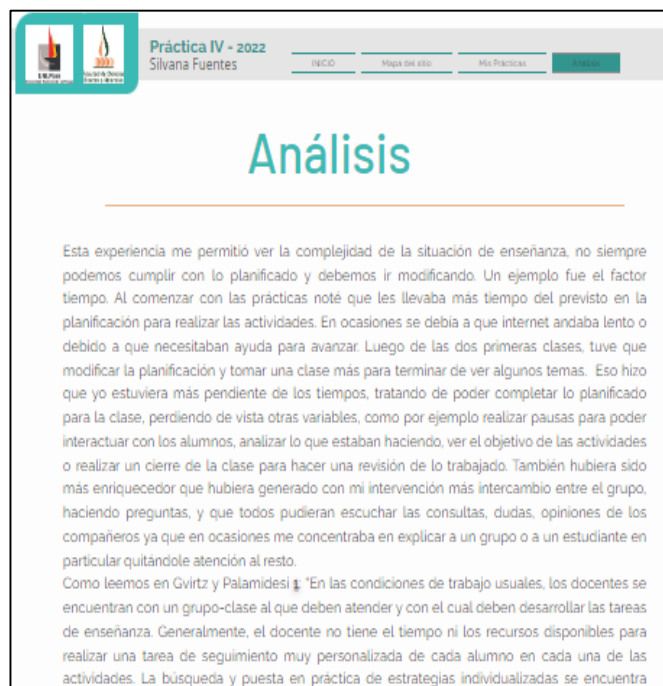 Práctica IV - 2022
Silvana Fuentes
INICIO Mapa del sitio Mis Prácticas Análisis
UNLPam
Análisis
Esta experiencia me permitió ver la complejidad de la situación de enseñanza, no siempre
podemos cumplir con lo planificado y debemos ir modificando. Un ejemplo fue el factor
tiempo. Al comenzar con las prácticas noté que les llevaba más tiempo del previsto en la
planificación para realizar las actividades. En ocasiones se debía a que internet andaba lento o
debido a que necesitaban ayuda para avanzar. Luego de las dos primeras clases, tuve que
modificar la planificación y tomar una clase más para terminar de ver algunos temas. Eso hizo
que yo estuviera más pendiente de los tiempos, tratando de poder completar lo planificado
para la clase, perdiendo de vista otras variables, como por ejemplo realizar pausas para poder
interactuar con los alumnos, analizar lo que estaban haciendo, ver el objetivo de las actividades
o realizar un cierre de la clase para hacer una revisión de lo trabajado. También hubiera sido
más enriquecedor que hubiera generado con mi intervención más intercambio entre el grupo,
haciendo preguntas, y que todos pudieran escuchar las consultas, dudas, opiniones de los
compañeros ya que en ocasiones me concentraba en explicar a un grupo o a un estudiante en
particular quitándole atención al resto.
Como leemos en Gvirtz y Palamidesi 1: "En las condiciones de trabajo usuales, los docentes se
encuentran con un grupo-clase al que deben atender y con el cual deben desarrollar las tareas
de enseñanza. Generalmente, el docente no tiene el tiempo ni los recursos disponibles para
realizar una tarea de seguimiento muy personalizada de cada alumno en cada una de las
actividades. La búsqueda y puesta en práctica de estrategias individualizadas se encuentra